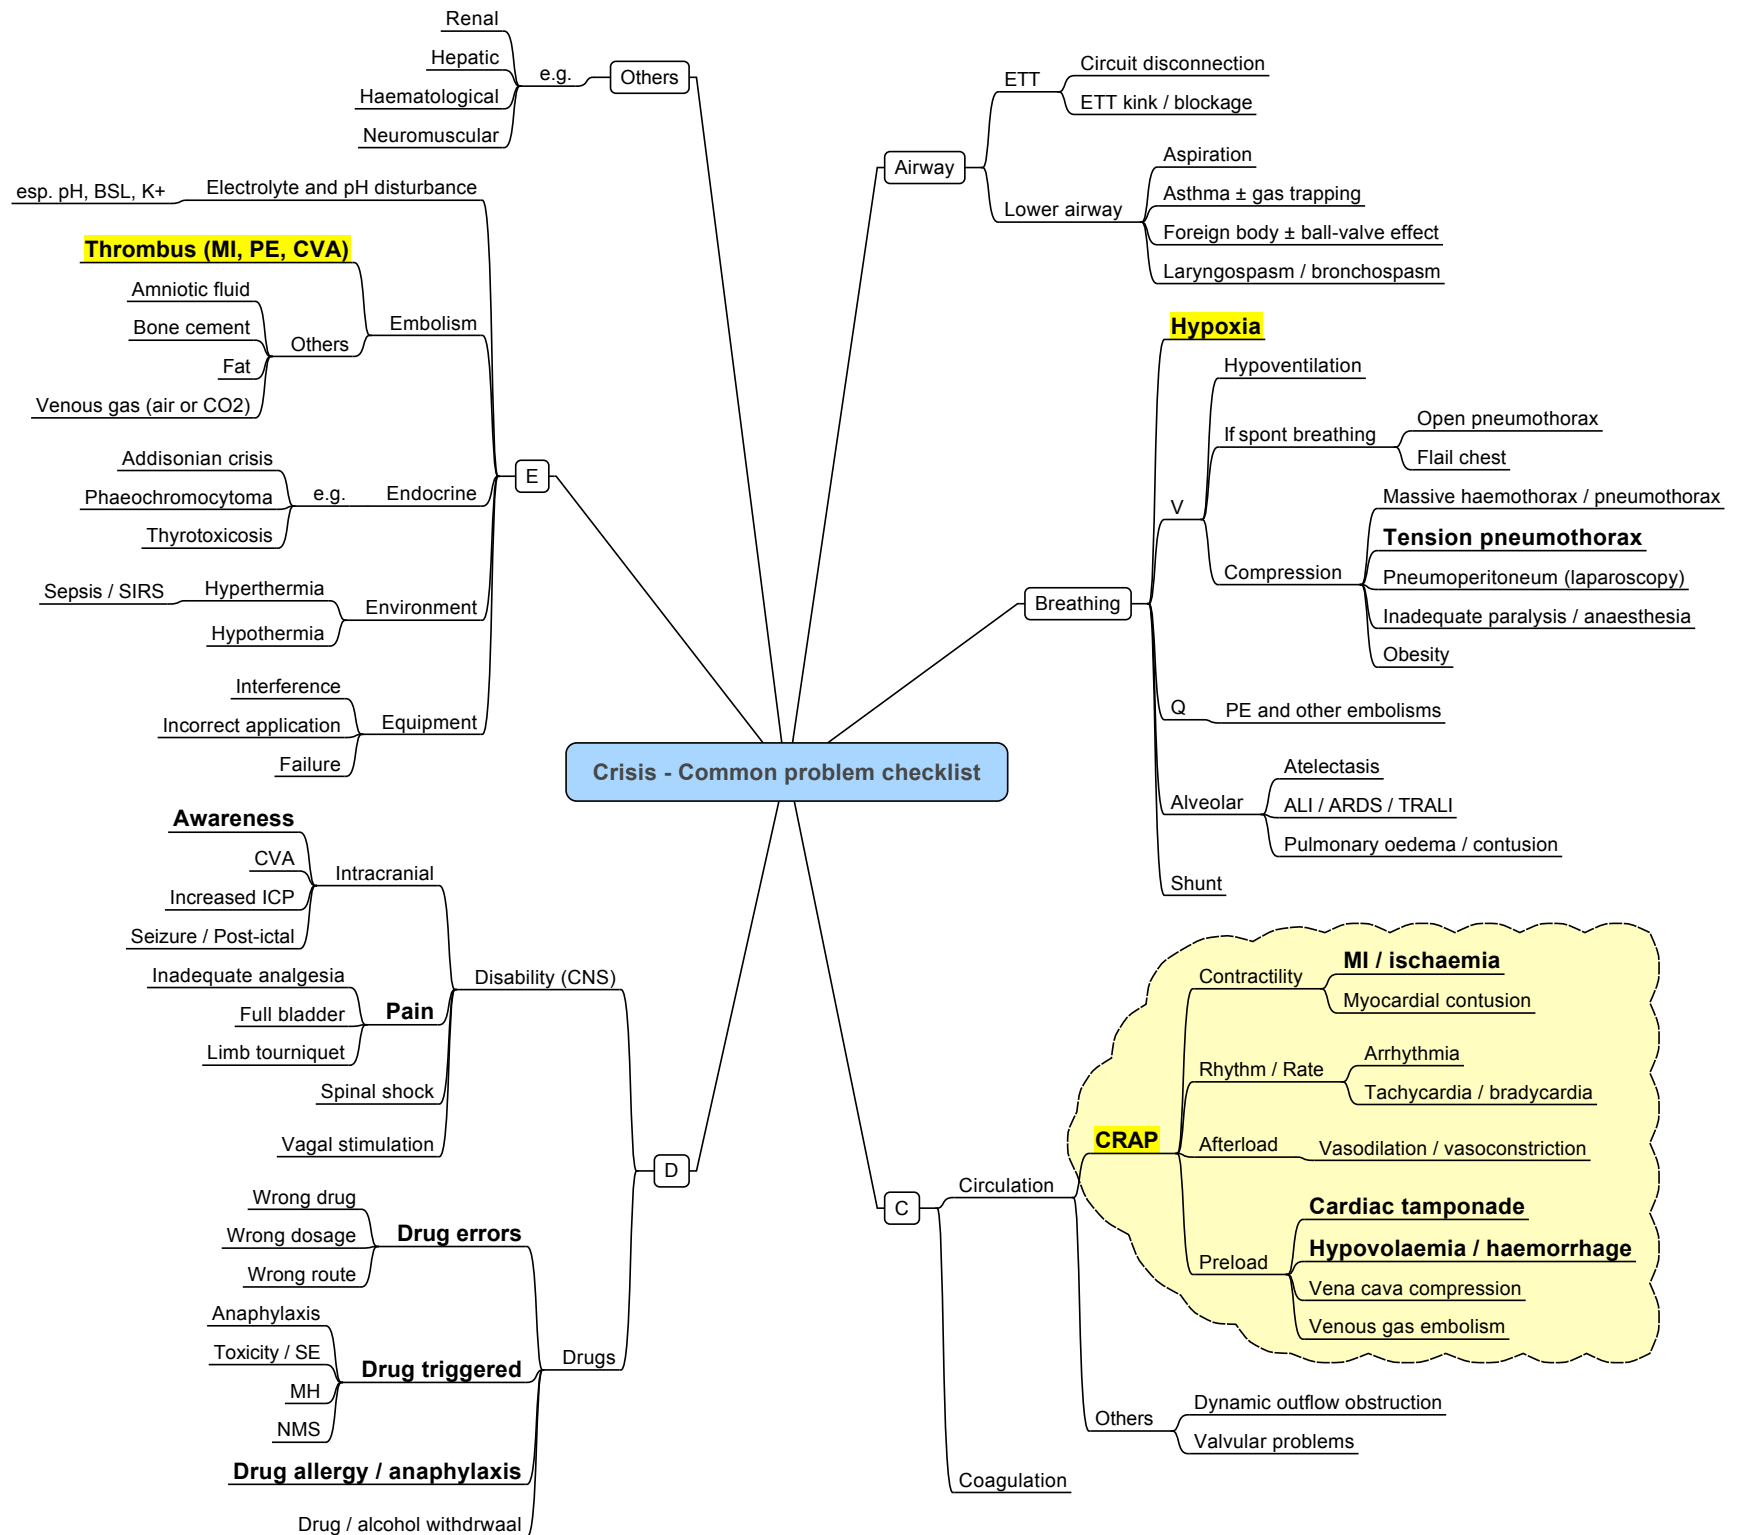 Crisis - Common problem checklist
Airway
ETT
Circuit disconnection
ETT kink / blockage
Lower airway
Aspiration
Asthma ± gas trapping
Foreign body ± ball-valve effect
Laryngospasm / bronchospasm
Breathing
Hypoxia
V
Hypoventilation
If spont breathing
Open pneumothorax
Flail chest
Compression
Massive haemothorax / pneumothorax
Tension pneumothorax
Pneumoperitoneum (laparoscopy)
Inadequate paralysis / anaesthesia
Obesity
Q
PE and other embolisms
Alveolar
Atelectasis
ALI / ARDS / TRALI
Pulmonary oedema / contusion
Shunt
C
Circulation
CRAP
Contractility
MI / ischaemia
Myocardial contusion
Rhythm / Rate
Arrhythmia
Tachycardia / bradycardia
Afterload
Vasodilation / vasoconstriction
Preload
Cardiac tamponade
Hypovolaemia / haemorrhage
Vena cava compression
Venous gas embolism
Others
Dynamic outflow obstruction
Valvular problems
Coagulation
D
Disability (CNS)
Intracranial
Awareness
CVA
Increased ICP
Seizure / Post-ictal
Pain
Inadequate analgesia
Full bladder
Limb tourniquet
Spinal shock
Vagal stimulation
Drugs
Drug errors
Wrong drug
Wrong dosage
Wrong route
Drug triggered
Anaphylaxis
Toxicity / SE
MH
NMS
Drug allergy / anaphylaxis
Drug / alcohol withdrwaal
E
Electrolyte and pH disturbance
esp. pH, BSL, K+
Embolism
Thrombus (MI, PE, CVA)
Others
Amniotic fluid
Bone cement
Fat
Venous gas (air or CO2)
Endocrine
e.g.
Addisonian crisis
Phaeochromocytoma
Thyrotoxicosis
Environment
Hyperthermia
Sepsis / SIRS
Hypothermia
Equipment
Interference
Incorrect application
Failure
Others
e.g.
Renal
Hepatic
Haematological
Neuromuscular